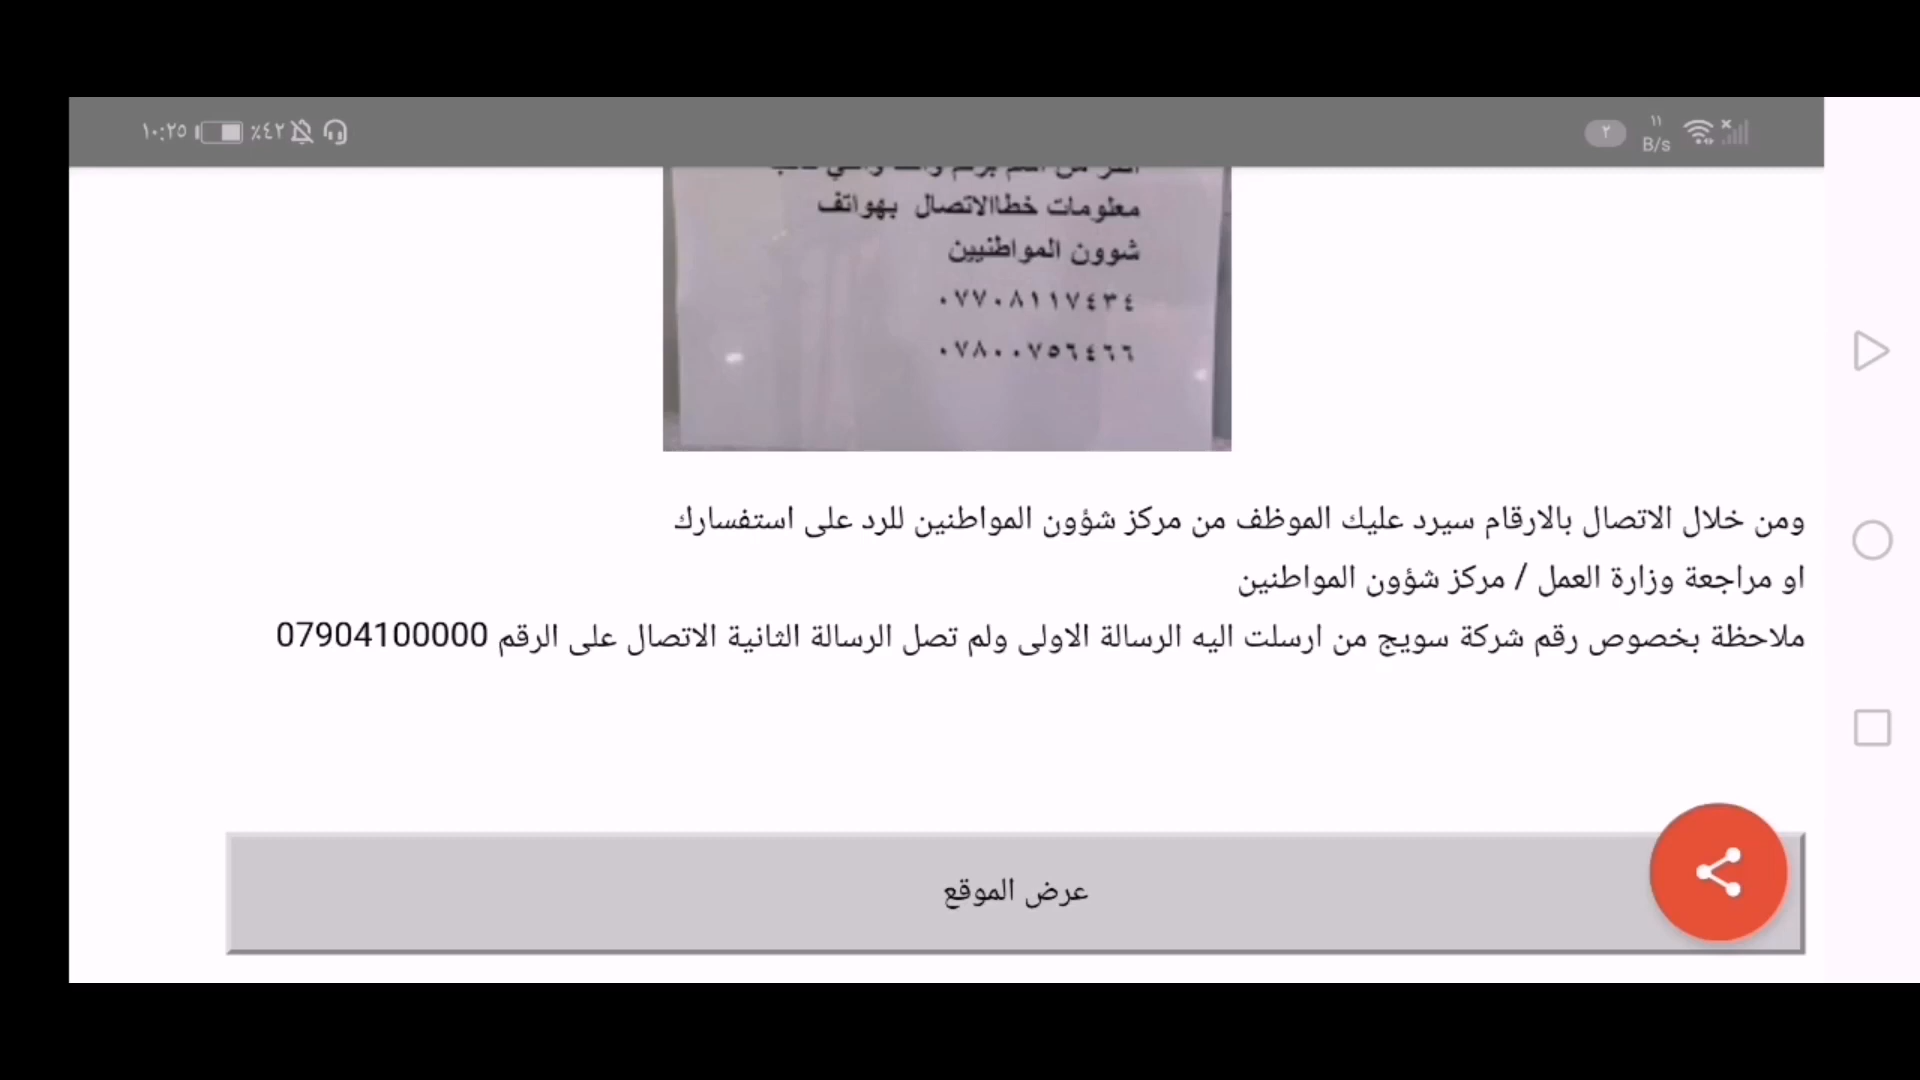 ١٠:٢٥
٪٤٢
٢
١١
B/s
معلومات خطاالاتصال بهواتف
شوون المواطنيين
٠٧٧٠٨١١٧٤٣٤
٠٧٨٠٠٧٥٦٤٦٦
ومن خلال الاتصال بالارقام سيرد عليك الموظف من مركز شؤون المواطنين للرد على استفسارك
او مراجعة وزارة العمل / مركز شؤون المواطنين
ملاحظة بخصوص رقم شركة سويج من ارسلت اليه الرسالة الاولى ولم تصل الرسالة الثانية الاتصال على الرقم 07904100000
عرض الموقع